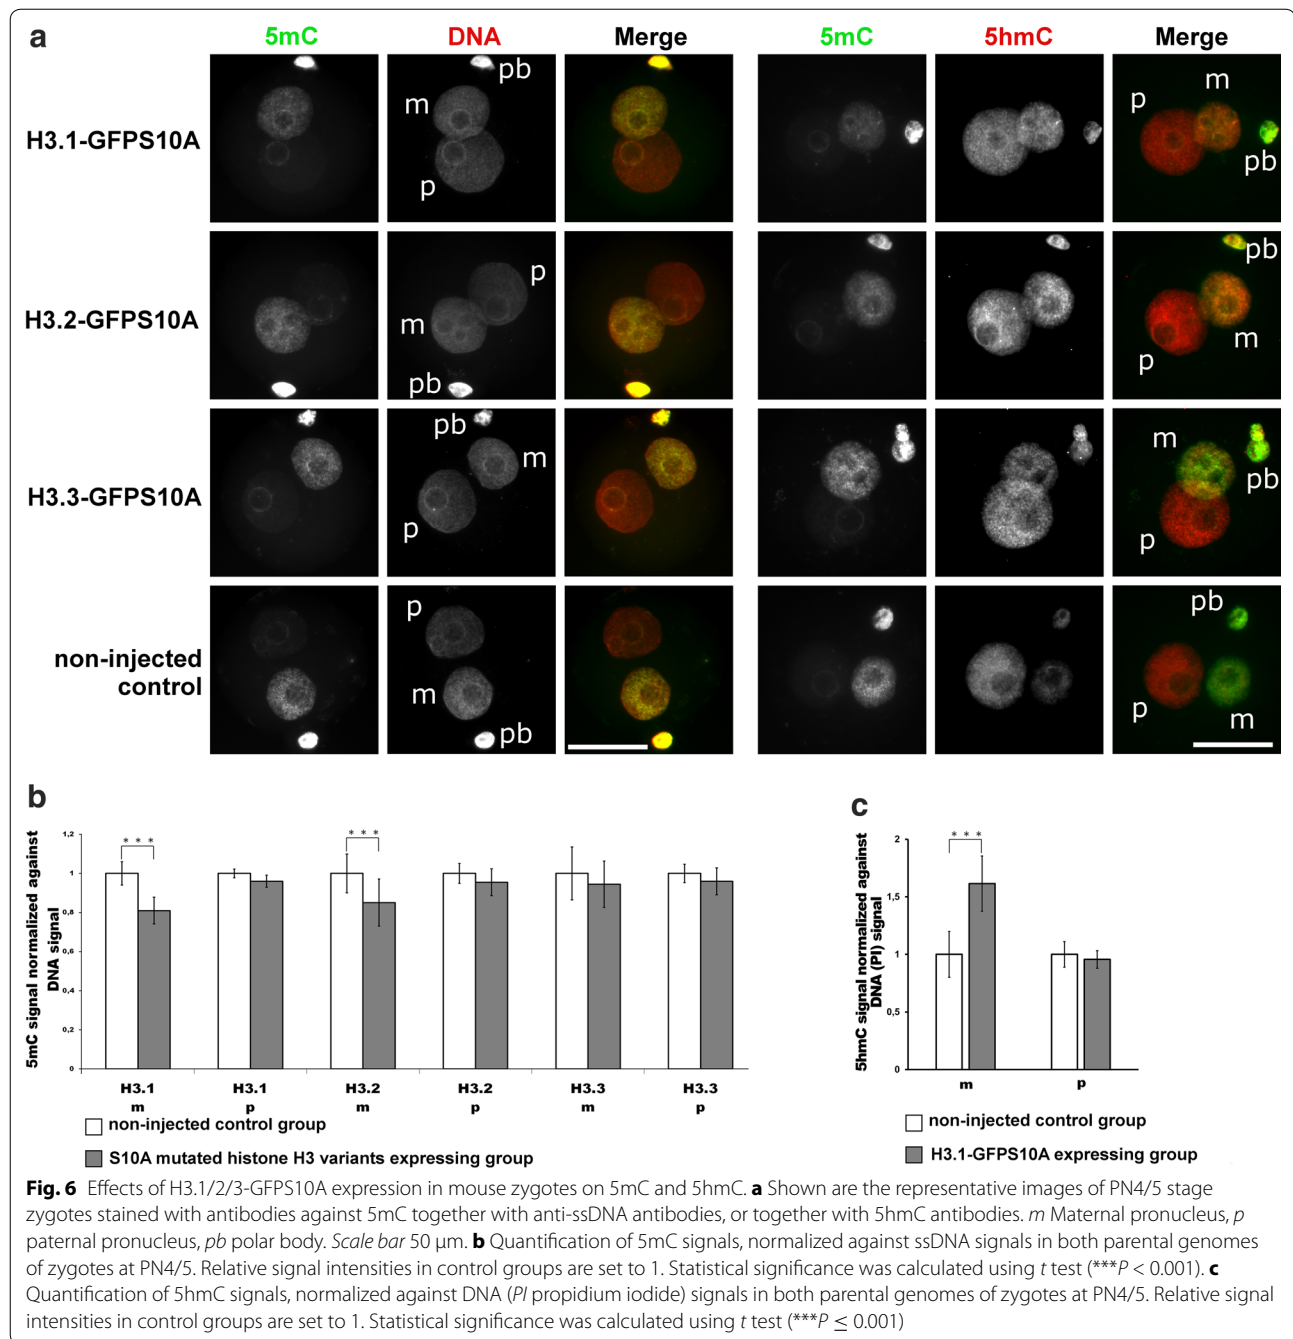 a
5mC DNA Merge 5mC 5hmC Merge
H3.1-GFPS10A
pb
m
p
p
m
pb
H3.2-GFPS10A
p
m
pb
pb
p
m
H3.3-GFPS10A
pb
m
p
m
pb
p
non-injected
control
p
m
pb
pb
p
m
b
5mC signal normalized against
DNA signal
1,2
1
0,8
0,6
0,4
0,2
0
* * *
* * *
H3.1 H3.1 H3.2 H3.2 H3.3 H3.3
m p m p m p
non-injected control group
S10A mutated histone H3 variants expressing group
c
5hmC signal normalized against
DNA (PI) signal
2
1,5
1
0,5
0
* * *
m p
non-injected control group
H3.1-GFPS10A expressing group
Fig. 6 Effects of H3.1/2/3-GFPS10A expression in mouse zygotes on 5mC and 5hmC. a Shown are the representative images of PN4/5 stage
zygotes stained with antibodies against 5mC together with anti-ssDNA antibodies, or together with 5hmC antibodies. m Maternal pronucleus, p
paternal pronucleus, pb polar body. Scale bar 50 μm. b Quantification of 5mC signals, normalized against ssDNA signals in both parental genomes
of zygotes at PN4/5. Relative signal intensities in control groups are set to 1. Statistical significance was calculated using t test (***P < 0.001). c
Quantification of 5hmC signals, normalized against DNA (PI propidium iodide) signals in both parental genomes of zygotes at PN4/5. Relative signal
intensities in control groups are set to 1. Statistical significance was calculated using t test (***P ≤ 0.001)